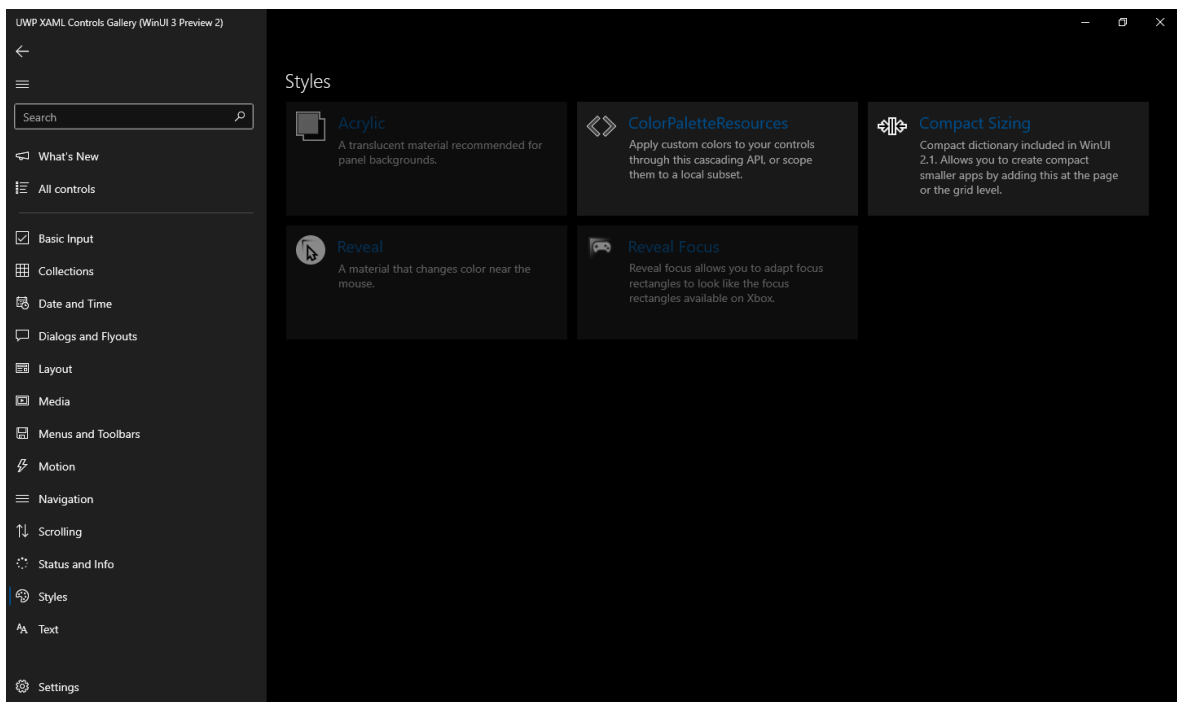 UWP XAML Controls Gallery (WinUI 3 Preview 2)
Search
What's New
All controls
Basic Input
Collections
Date and Time
Dialogs and Flyouts
Layout
Media
Menus and Toolbars
Motion
Navigation
Scrolling
Status and Info
Styles
Text
Settings
Styles
Acrylic
A translucent material recommended for
panel backgrounds.
ColorPaletteResources
Apply custom colors to your controls
through this cascading API, or scope
them to a local subset.
Compact Sizing
Compact dictionary included in WinUI
2.1. Allows you to create compact
smaller apps by adding this at the page
or the grid level.
Reveal
A material that changes color near the
mouse.
Reveal Focus
Reveal focus allows you to adapt focus
rectangles to look like the focus
rectangles available on Xbox.